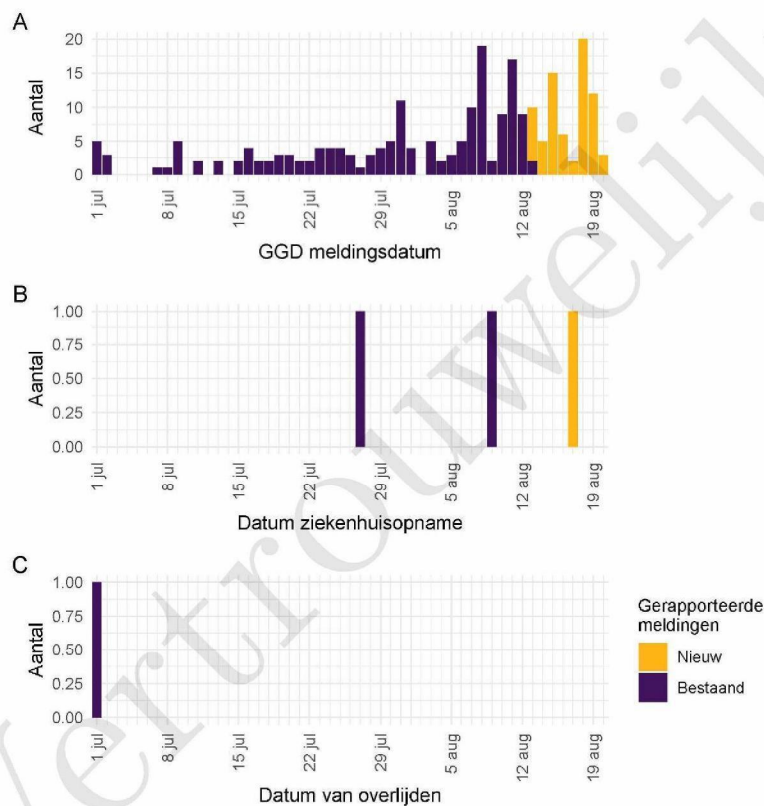 A
Aantal
20
15
10
5
0
1 jul
8 jul
15 jul
22 jul
29 jul
5 aug
12 aug
19 aug
GGD meldingsdatum
B
Aantal
1.00
0.75
0.50
0.25
0.00
1 jul
8 jul
15 jul
22 jul
29 jul
5 aug
12 aug
19 aug
Datum ziekenhuisopname
C
Aantal
1.00
0.75
0.50
0.25
0.00
1 jul
8 jul
15 jul
22 jul
29 jul
5 aug
12 aug
19 aug
Datum van overlijden
Gerapporteerde
meldingen
Nieuw
Bestaand
Vertrouwelijk